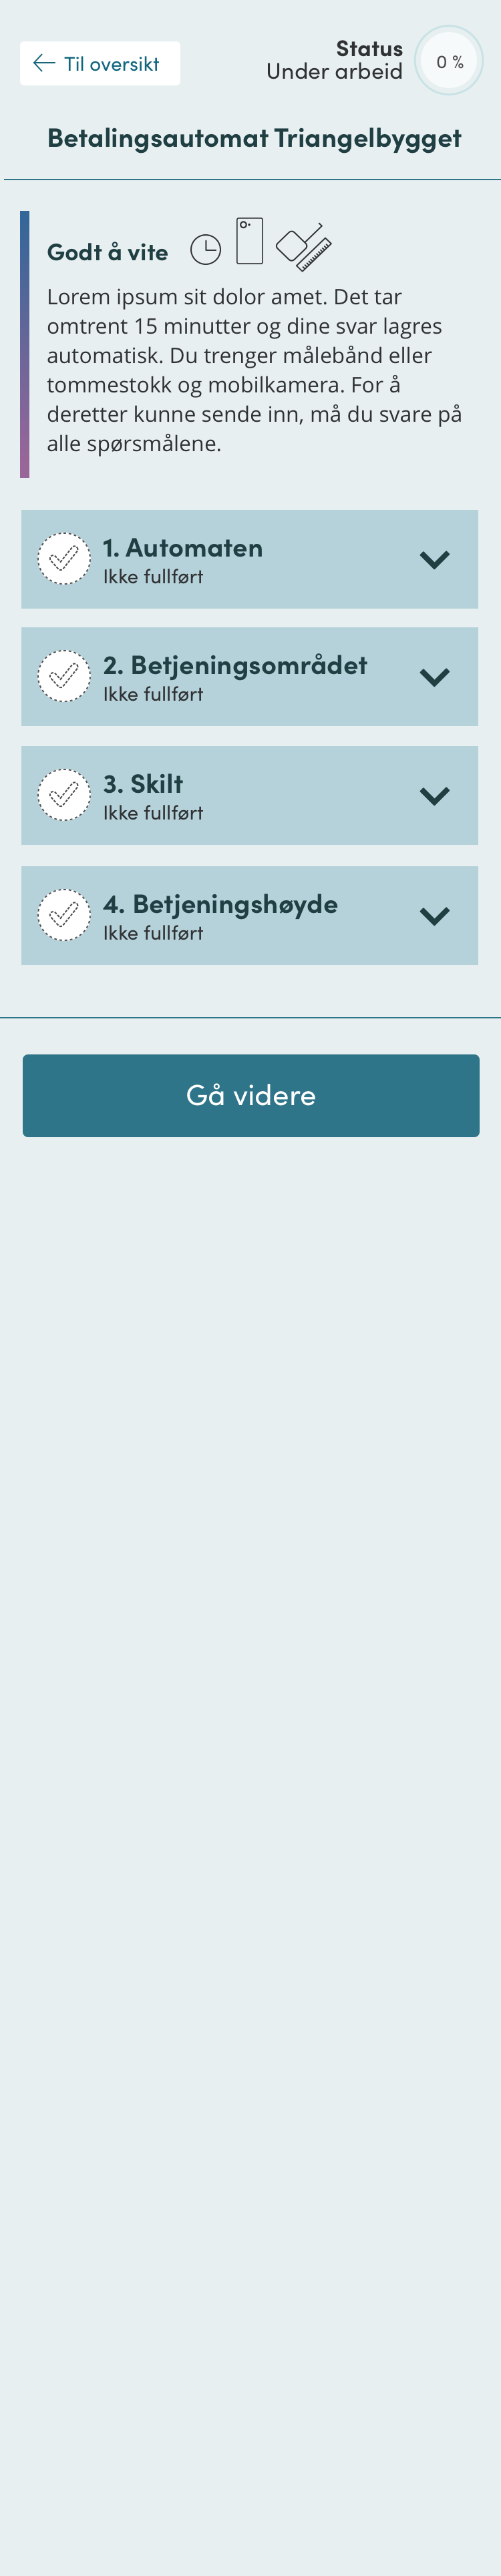 Til oversikt
Status
Under arbeid
0 %
Betalingsautomat Triangelbygget
Godt å vite
Lorem ipsum sit dolor amet. Det tar
omtrent 15 minutter og dine svar lagres
automatisk. Du trenger målebånd eller
tommestokk og mobilkamera. For å
deretter kunne sende inn, må du svare på
alle spørsmålene.
1. Automaten
Ikke fullført
2. Betjeningsområdet
Ikke fullført
3. Skilt
Ikke fullført
4. Betjeningshøyde
Ikke fullført
Gå videre